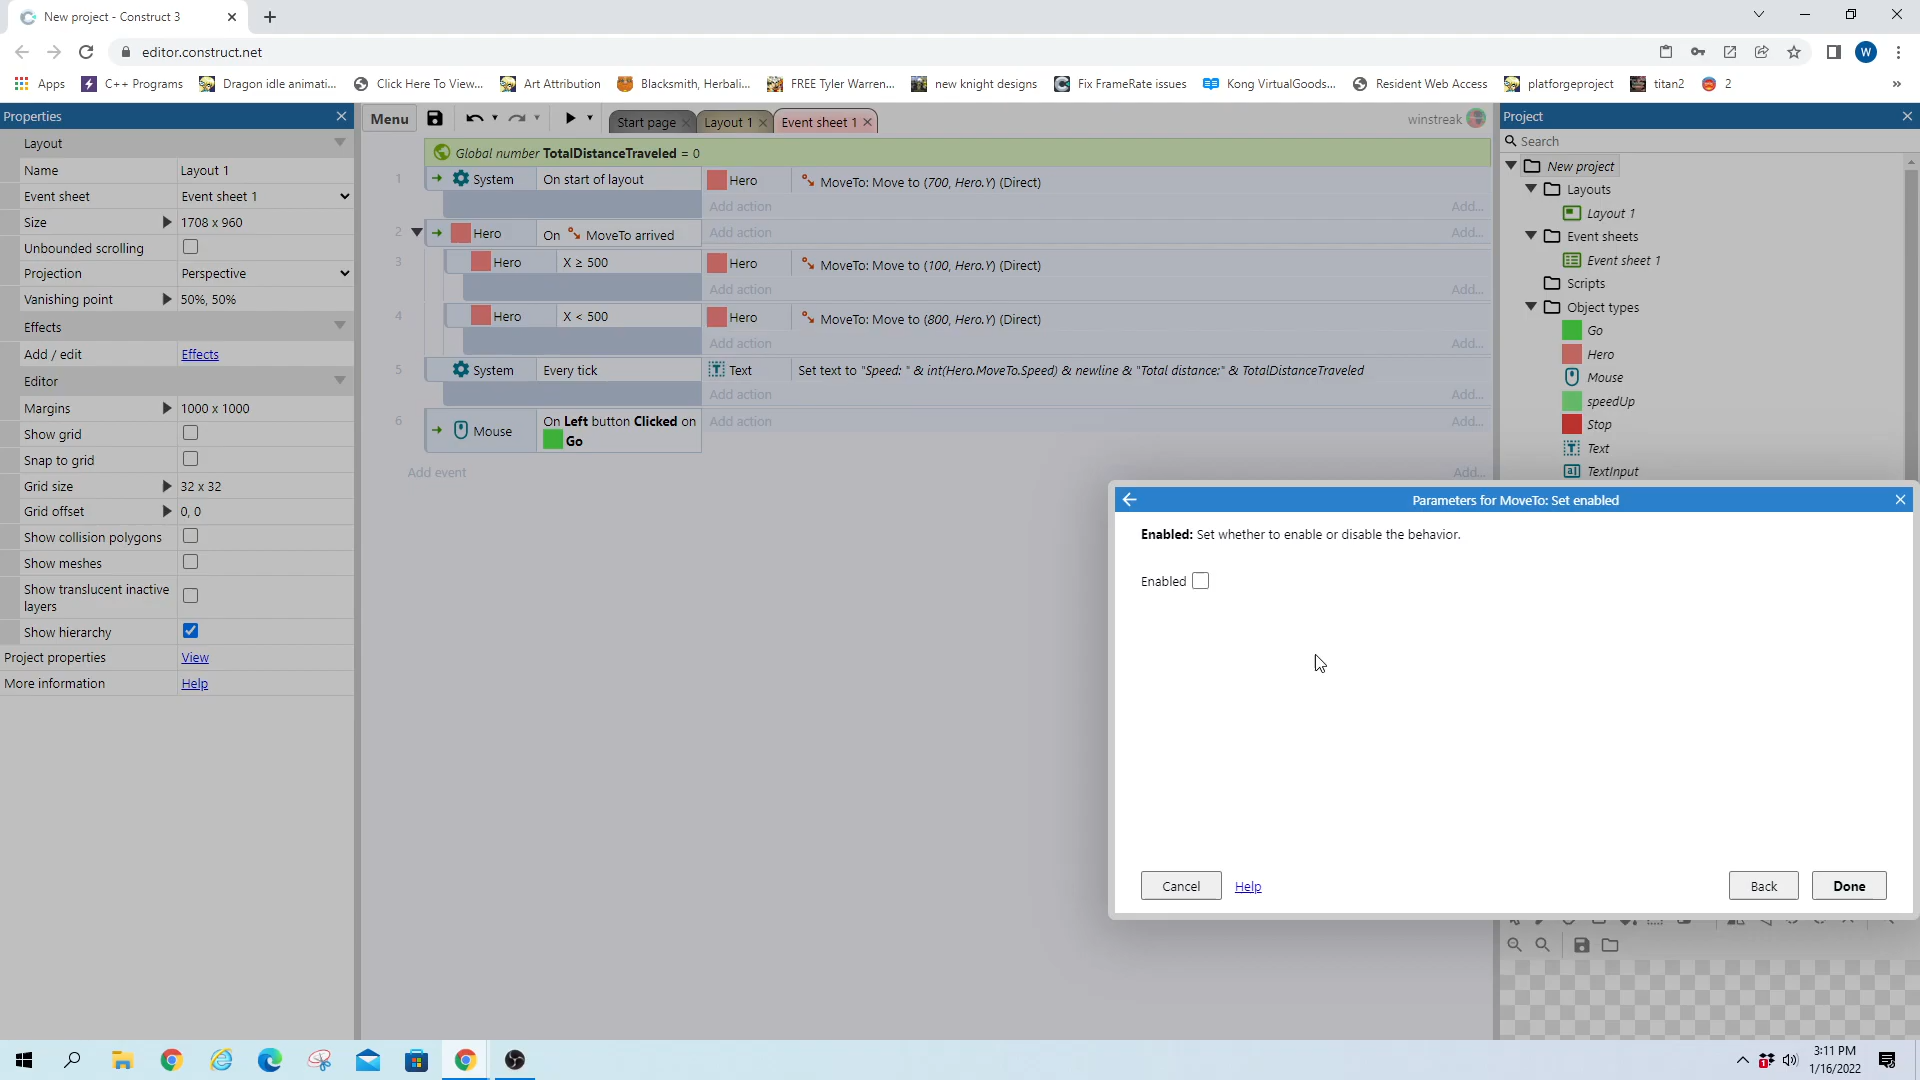 New project - Construct 3
editor.construct.net
W
Apps
C++ Programs
Dragon idle animati...
Click Here To View...
Art Attribution
Blacksmith, Herbali...
FREE Tyler Warren...
new knight designs
Fix FrameRate issues
Kong VirtualGoods...
Resident Web Access
platforgeproject
titan2
2
»
Properties
Layout
Name
Layout 1
Event sheet
Event sheet 1
Size
1708 x 960
Unbounded scrolling
Projection
Perspective
Vanishing point
50%, 50%
Effects
Add / edit
Effects
Editor
Margins
1000 x 1000
Show grid
Snap to grid
Grid size
32 x 32
Grid offset
0, 0
Show collision polygons
Show meshes
Show translucent inactive
layers
Show hierarchy
Project properties
View
More information
Help
Menu
Start page
Layout 1
Event sheet 1
winstreak
Global number TotalDistanceTraveled = 0
1
System
On start of layout
Hero
MoveTo: Move to (700, Hero.Y) (Direct)
Add action
Add...
2
Hero
On MoveTo arrived
Add action
Add...
3
Hero
X ≥ 500
Hero
MoveTo: Move to (100, Hero.Y) (Direct)
Add action
Add...
4
Hero
X < 500
Hero
MoveTo: Move to (800, Hero.Y) (Direct)
Add action
Add...
5
System
Every tick
Text
Set text to "Speed: " & int(Hero.MoveTo.Speed) & newline & "Total distance:" & TotalDistanceTraveled
Add action
Add...
6
Mouse
On Left button Clicked on
Go
Add action
Add...
Add event
Add...
Project
Search
New project
Layouts
Layout 1
Event sheets
Event sheet 1
Scripts
Object types
Go
Hero
Mouse
speedUp
Stop
Text
TextInput
Parameters for MoveTo: Set enabled
Enabled: Set whether to enable or disable the behavior.
Enabled
Cancel
Help
Back
Done
3:11 PM
1/16/2022